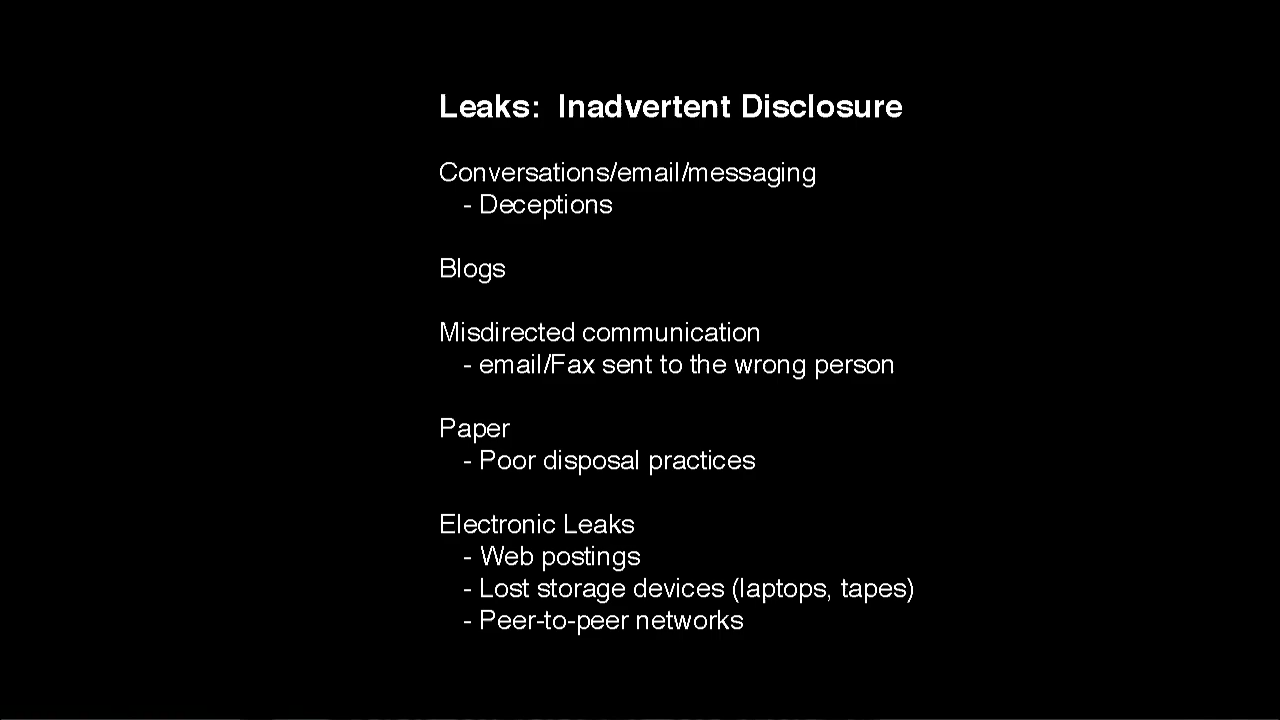 Leaks: Inadvertent Disclosure
Conversations/email/messaging
- Deceptions
Blogs
Misdirected communication
- email/Fax sent to the wrong person
Paper
- Poor disposal practices
Electronic Leaks
- Web postings
- Lost storage devices (laptops, tapes)
- Peer-to-peer networks